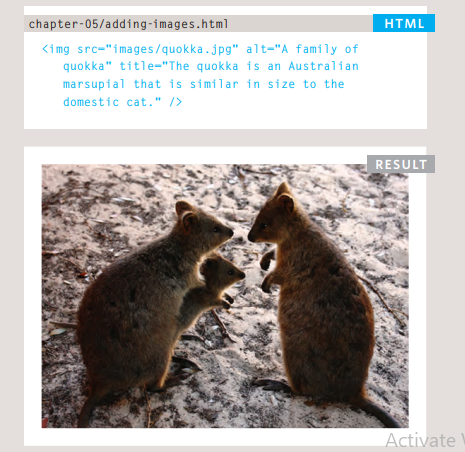 chapter-05/adding-images.html HTML
<img src="images/quokka.jpg" alt="A family of
quokka" title="The quokka is an Australian
marsupial that is similar in size to the
domestic cat." />
RESULT
Activate